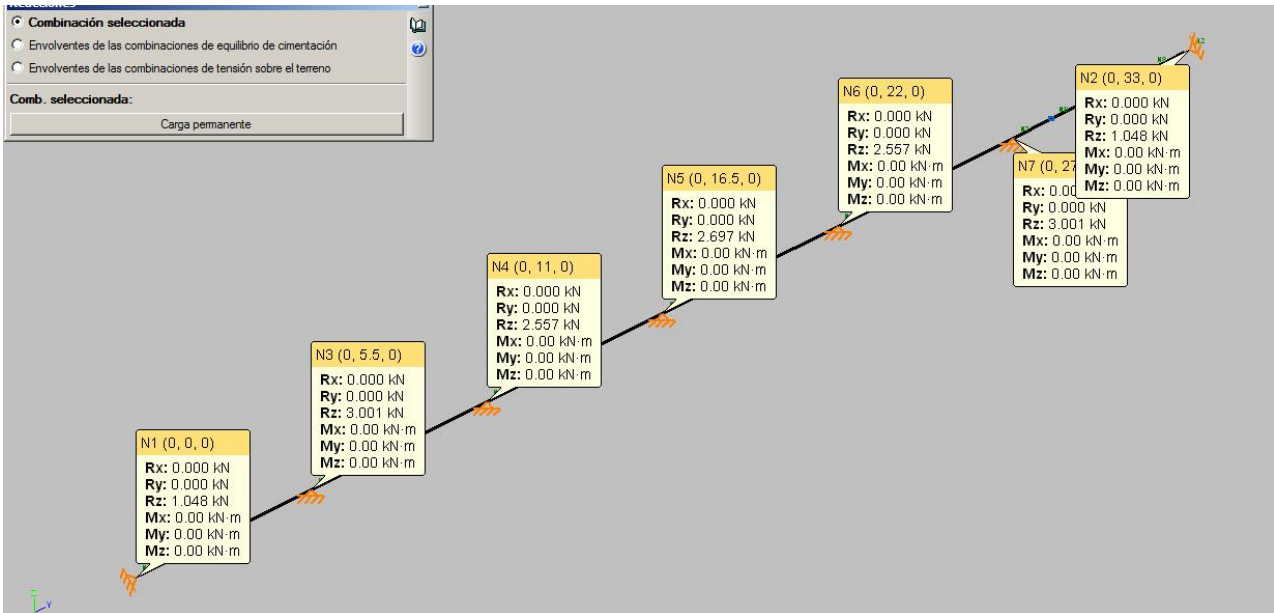 Reacciones
Combinación seleccionada
Envolventes de las combinaciones de equilibrio de cimentación
Envolventes de las combinaciones de tensión sobre el terreno
Comb. seleccionada:
Carga permanente
N1 (0, 0, 0)
Rx: 0.000 kN
Ry: 0.000 kN
Rz: 1.048 kN
Mx: 0.00 kN·m
My: 0.00 kN·m
Mz: 0.00 kN·m
N3 (0, 5.5, 0)
Rx: 0.000 kN
Ry: 0.000 kN
Rz: 3.001 kN
Mx: 0.00 kN·m
My: 0.00 kN·m
Mz: 0.00 kN·m
N4 (0, 11, 0)
Rx: 0.000 kN
Ry: 0.000 kN
Rz: 2.557 kN
Mx: 0.00 kN·m
My: 0.00 kN·m
Mz: 0.00 kN·m
N5 (0, 16.5, 0)
Rx: 0.000 kN
Ry: 0.000 kN
Rz: 2.697 kN
Mx: 0.00 kN·m
My: 0.00 kN·m
Mz: 0.00 kN·m
N6 (0, 22, 0)
Rx: 0.000 kN
Ry: 0.000 kN
Rz: 2.557 kN
Mx: 0.00 kN·m
My: 0.00 kN·m
Mz: 0.00 kN·m
N7 (0, 27
Rx: 0.00
Ry: 0.000 kN
Rz: 3.001 kN
Mx: 0.00 kN·m
My: 0.00 kN·m
Mz: 0.00 kN·m
N2 (0, 33, 0)
Rx: 0.000 kN
Ry: 0.000 kN
Rz: 1.048 kN
Mx: 0.00 kN·m
My: 0.00 kN·m
Mz: 0.00 kN·m